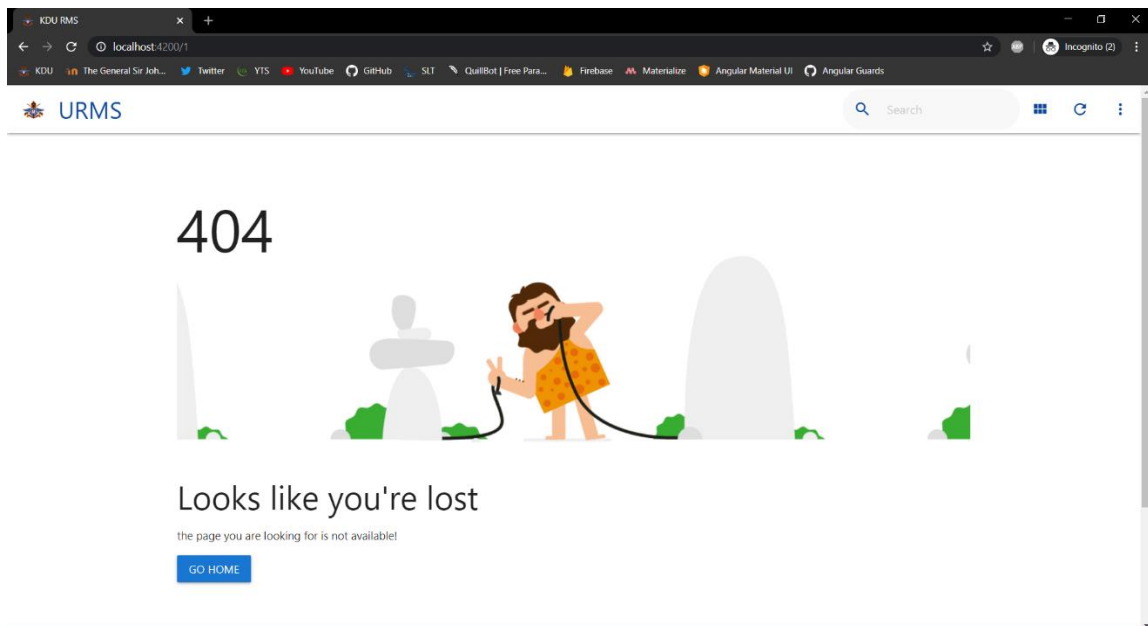 KDU RMS
localhost:4200/1
Incognito (2)
KDU The General Sir Joh... Twitter YTS YouTube GitHub SLT QuillBot | Free Para... Firebase Materialize Angular Material UI Angular Guards
URMS
Search
404
Looks like you're lost
the page you are looking for is not available!
GO HOME